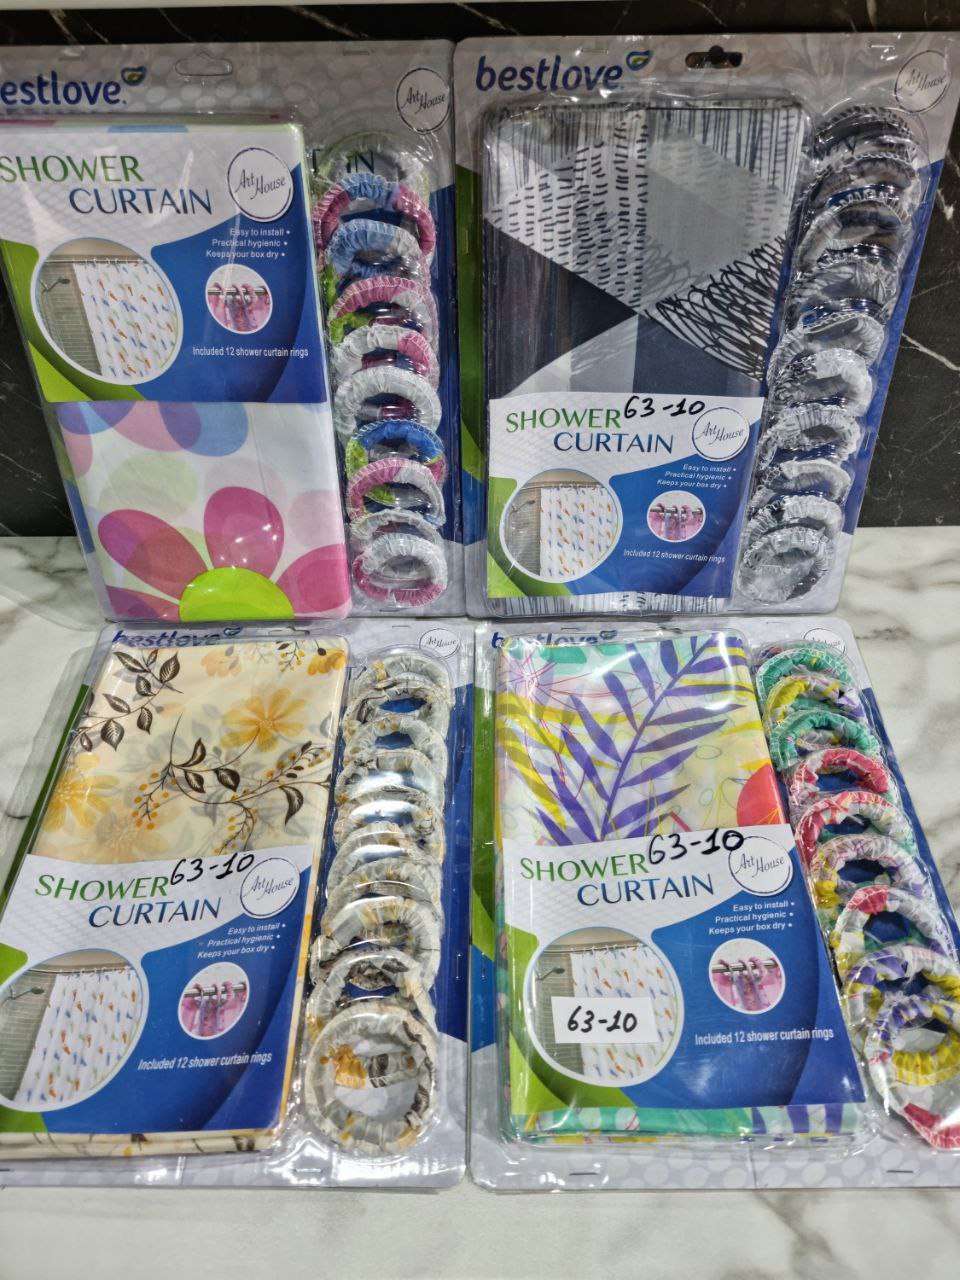 estlove
Art House
SHOWER
CURTAIN
Art House
Easy to install •
Practical hygienic •
Keeps your box dry •
Included 12 shower curtain rings
bestlove
Art House
SHOWER 63-10
CURTAIN
Art House
Easy to install •
Practical hygienic •
Keeps your box dry •
Included 12 shower curtain rings
bestlove
Art House
SHOWER 63-10
CURTAIN
Art House
Easy to install •
Practical hygienic •
Keeps your box dry •
Included 12 shower curtain rings
bestlove
SHOWER 63-10
CURTAIN
Art House
Easy to install •
Practical hygienic •
Keeps your box dry •
63-10
Included 12 shower curtain rings